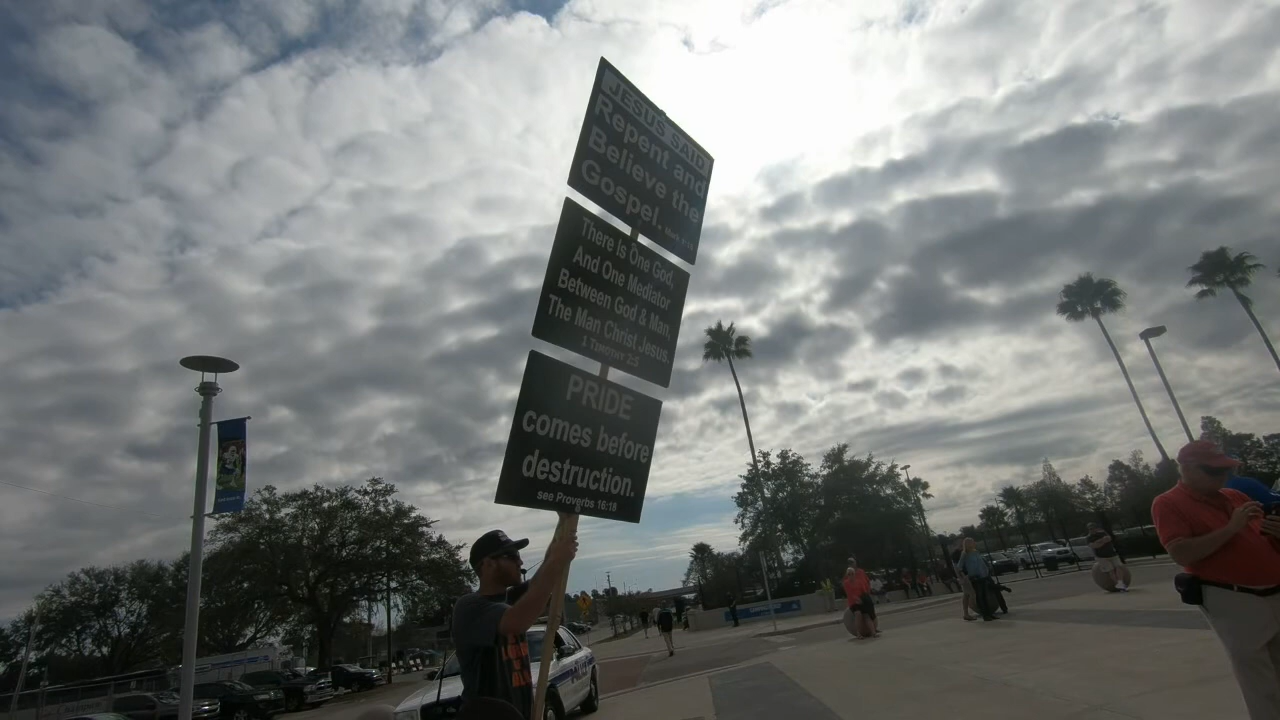 JESUS SAID
Repent and
Believe the
Gospel.
There is One God,
And One Mediator
Between God & Man,
The Man Christ Jesus.
1 Timothy 2:5
PRIDE
comes before
destruction.
see Proverbs 16:18